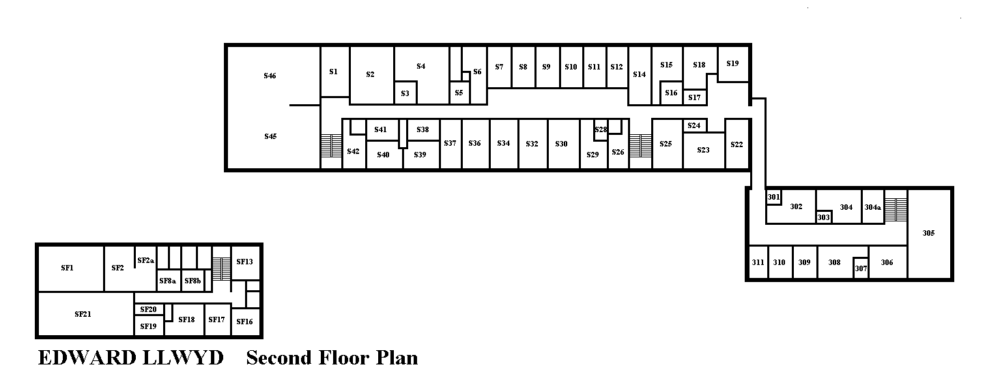 S46 S1 S2 S4 S3 S5 S6 S7 S8 S9 S10 S11 S12 S14 S15 S16 S18 S17 S19
S45 S42 S41 S40 S38 S39 S37 S36 S34 S32 S30 S28 S29 S26 S25 S24 S23 S22
301 302 303 304 304a 305
311 310 309 308 307 306
SF1 SF2 SF2a SF8a SF8b SF13
SF21 SF20 SF19 SF18 SF17 SF16
EDWARD LLWYD Second Floor Plan